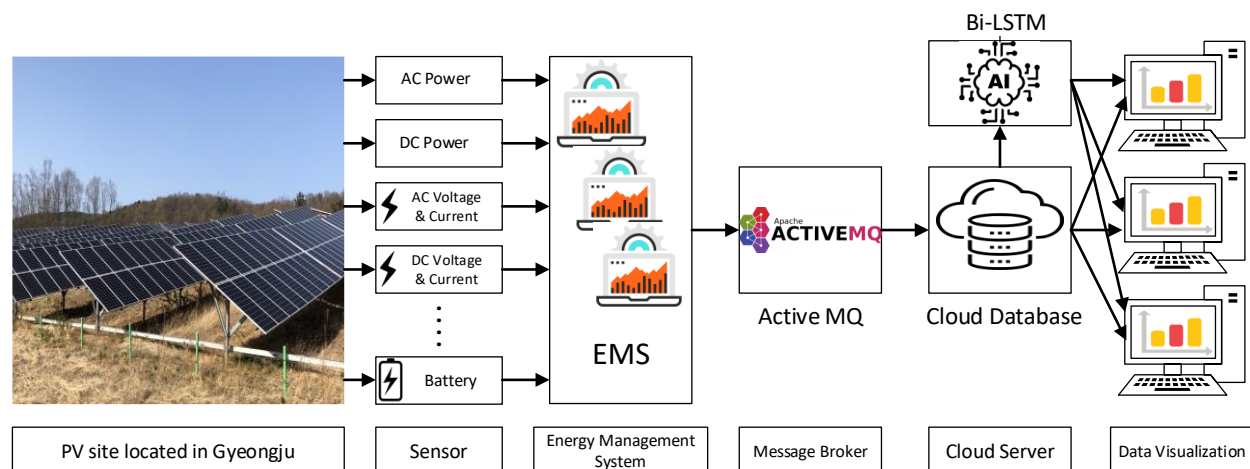 Bi-LSTM
AI
AC Power
DC Power
AC Voltage
& Current
DC Voltage
& Current
Battery
EMS
Apache
ACTIVEMQ
Active MQ
Cloud Database
PV site located in Gyeongju
Sensor
Energy Management
System
Message Broker
Cloud Server
Data Visualization